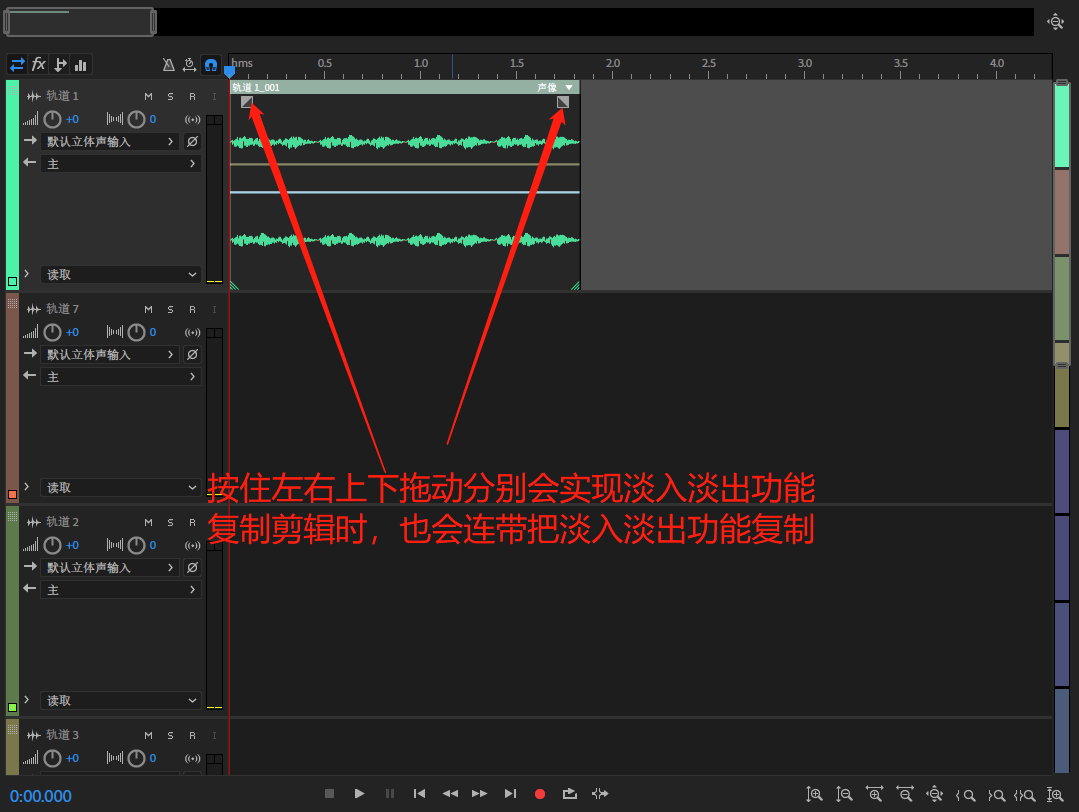 fx
hms 0.5 1.0 1.5 2.0 2.5 3.0 3.5 4.0
轨道 1_001 声像
轨道 1 M S R I
+0 0
默认立体声输入
主
读取
轨道 7 M S R I
+0 0
默认立体声输入
主
读取
按住左右上下拖动分别会实现淡入淡出功能
复制剪辑时，也会连带把淡入淡出功能复制
轨道 2 M S R I
+0 0
默认立体声输入
主
读取
轨道 3 M S R I
+0 0
0:00.000